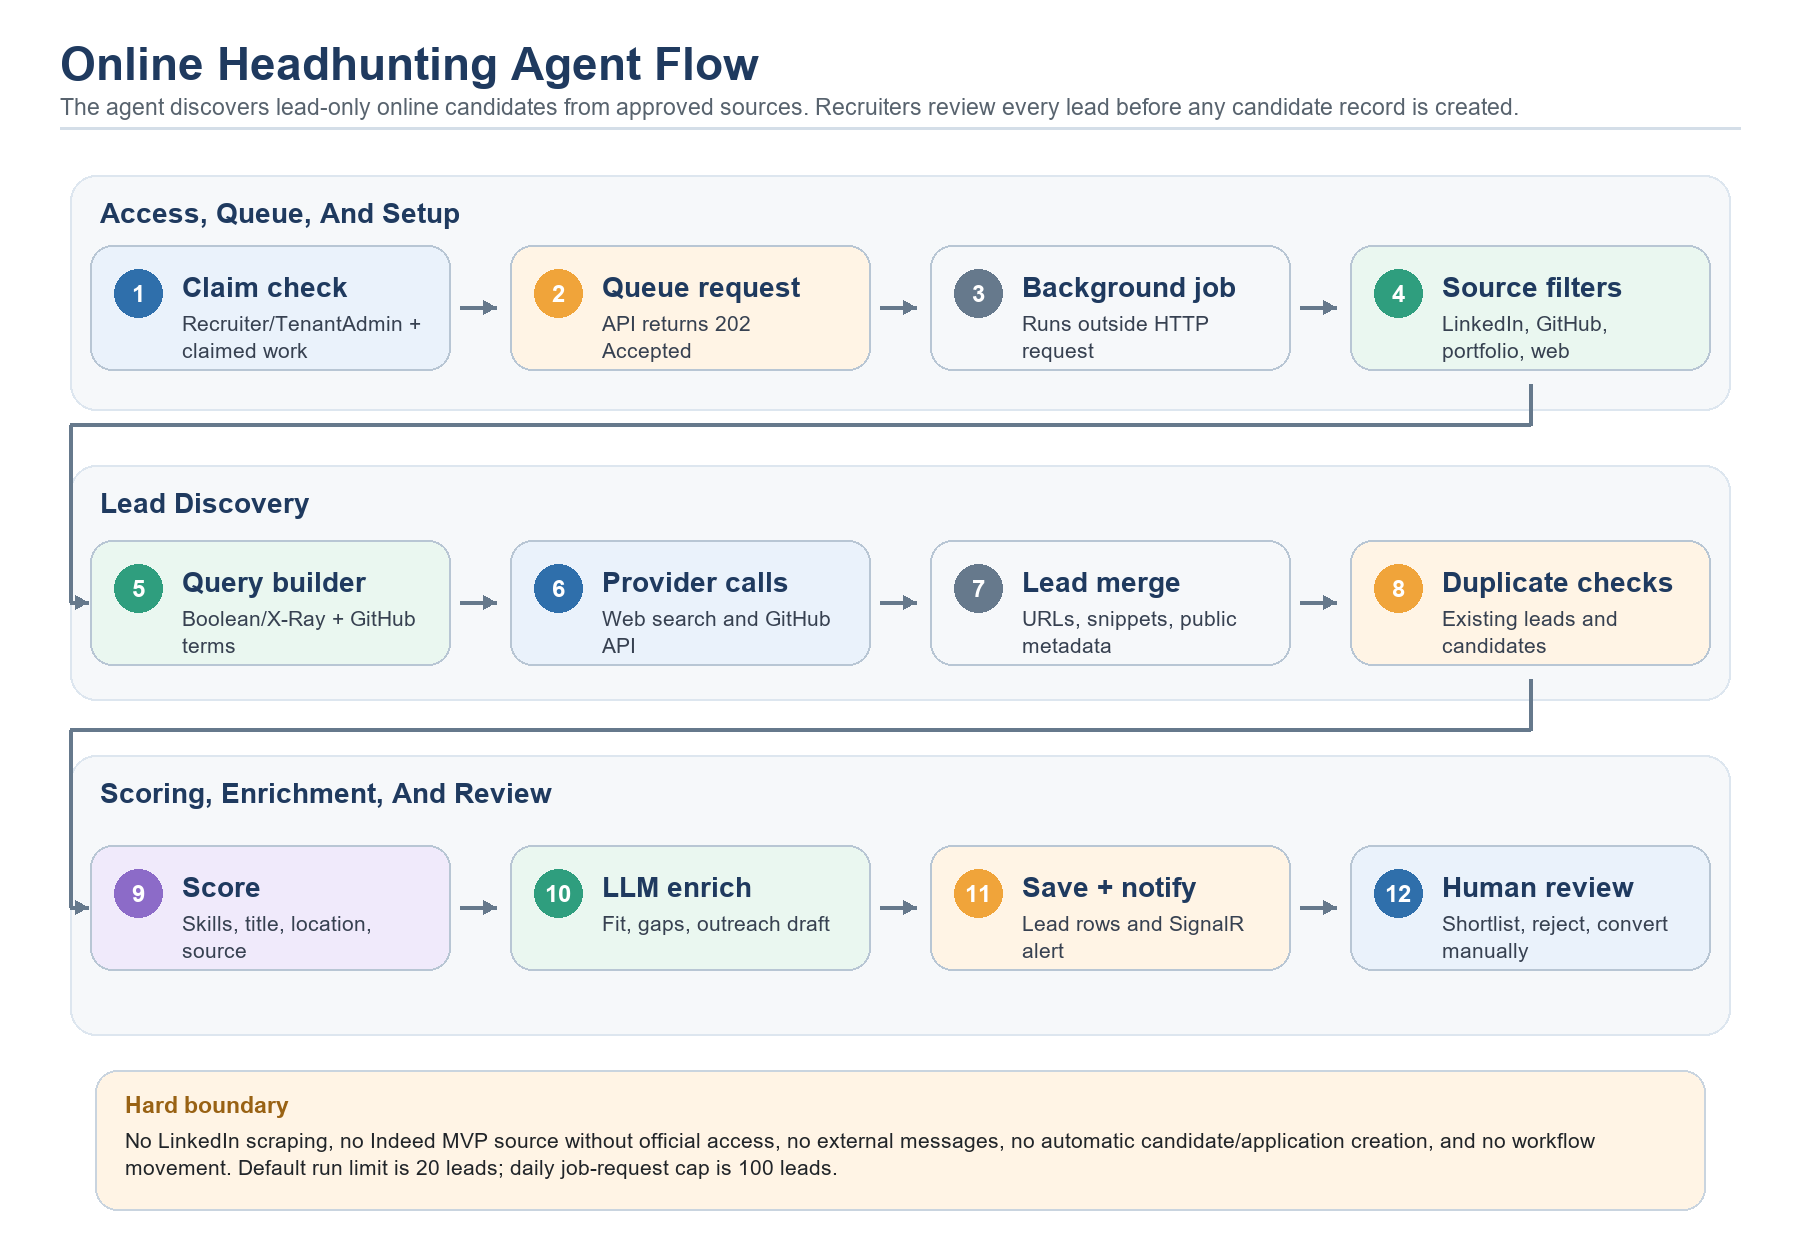 Online Headhunting Agent Flow
The agent discovers lead-only online candidates from approved sources. Recruiters review every lead before any candidate record is created.
Access, Queue, And Setup
1
Claim check
Recruiter/TenantAdmin +
claimed work
2
Queue request
API returns 202
Accepted
3
Background job
Runs outside HTTP
request
4
Source filters
LinkedIn, GitHub,
portfolio, web
Lead Discovery
5
Query builder
Boolean/X-Ray + GitHub
terms
6
Provider calls
Web search and GitHub
API
7
Lead merge
URLs, snippets, public
metadata
8
Duplicate checks
Existing leads and
candidates
Scoring, Enrichment, And Review
9
Score
Skills, title, location,
source
10
LLM enrich
Fit, gaps, outreach draft
11
Save + notify
Lead rows and SignalR
alert
12
Human review
Shortlist, reject, convert
manually
Hard boundary
No LinkedIn scraping, no Indeed MVP source without official access, no external messages, no automatic candidate/application creation, and no workflow
movement. Default run limit is 20 leads; daily job-request cap is 100 leads.